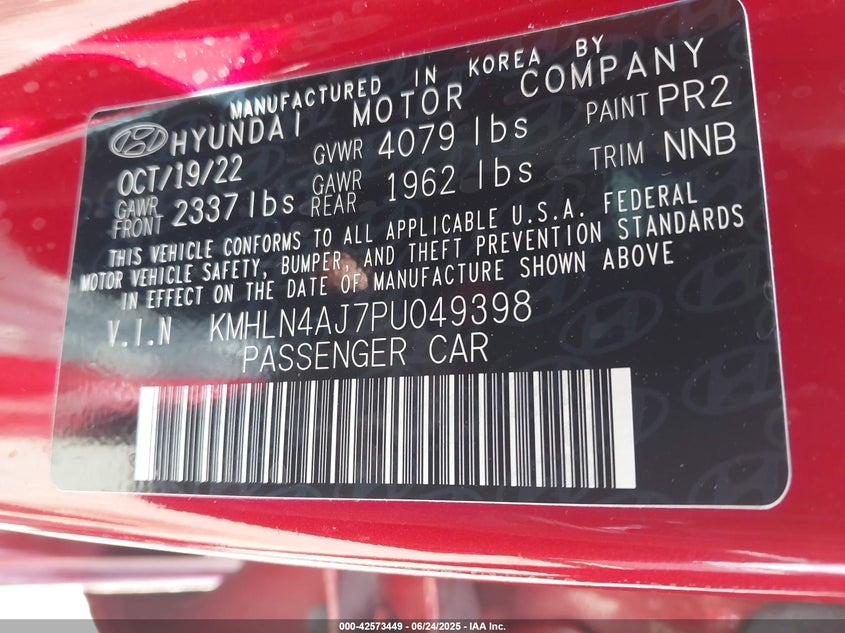 MANUFACTURED IN KOREA BY
HYUNDAI MOTOR COMPANY
OCT/19/22 GVWR 4079 lbs PAINT PR2
GAWR FRONT 2337 lbs GAWR REAR 1962 lbs TRIM NNB
THIS VEHICLE CONFORMS TO ALL APPLICABLE U.S.A. FEDERAL
MOTOR VEHICLE SAFETY, BUMPER, AND THEFT PREVENTION STANDARDS
IN EFFECT ON THE DATE OF MANUFACTURE SHOWN ABOVE
V.I.N KMHLN4AJ7PU049398
PASSENGER CAR
000-42573449 - 06/24/2025 - IAA Inc.